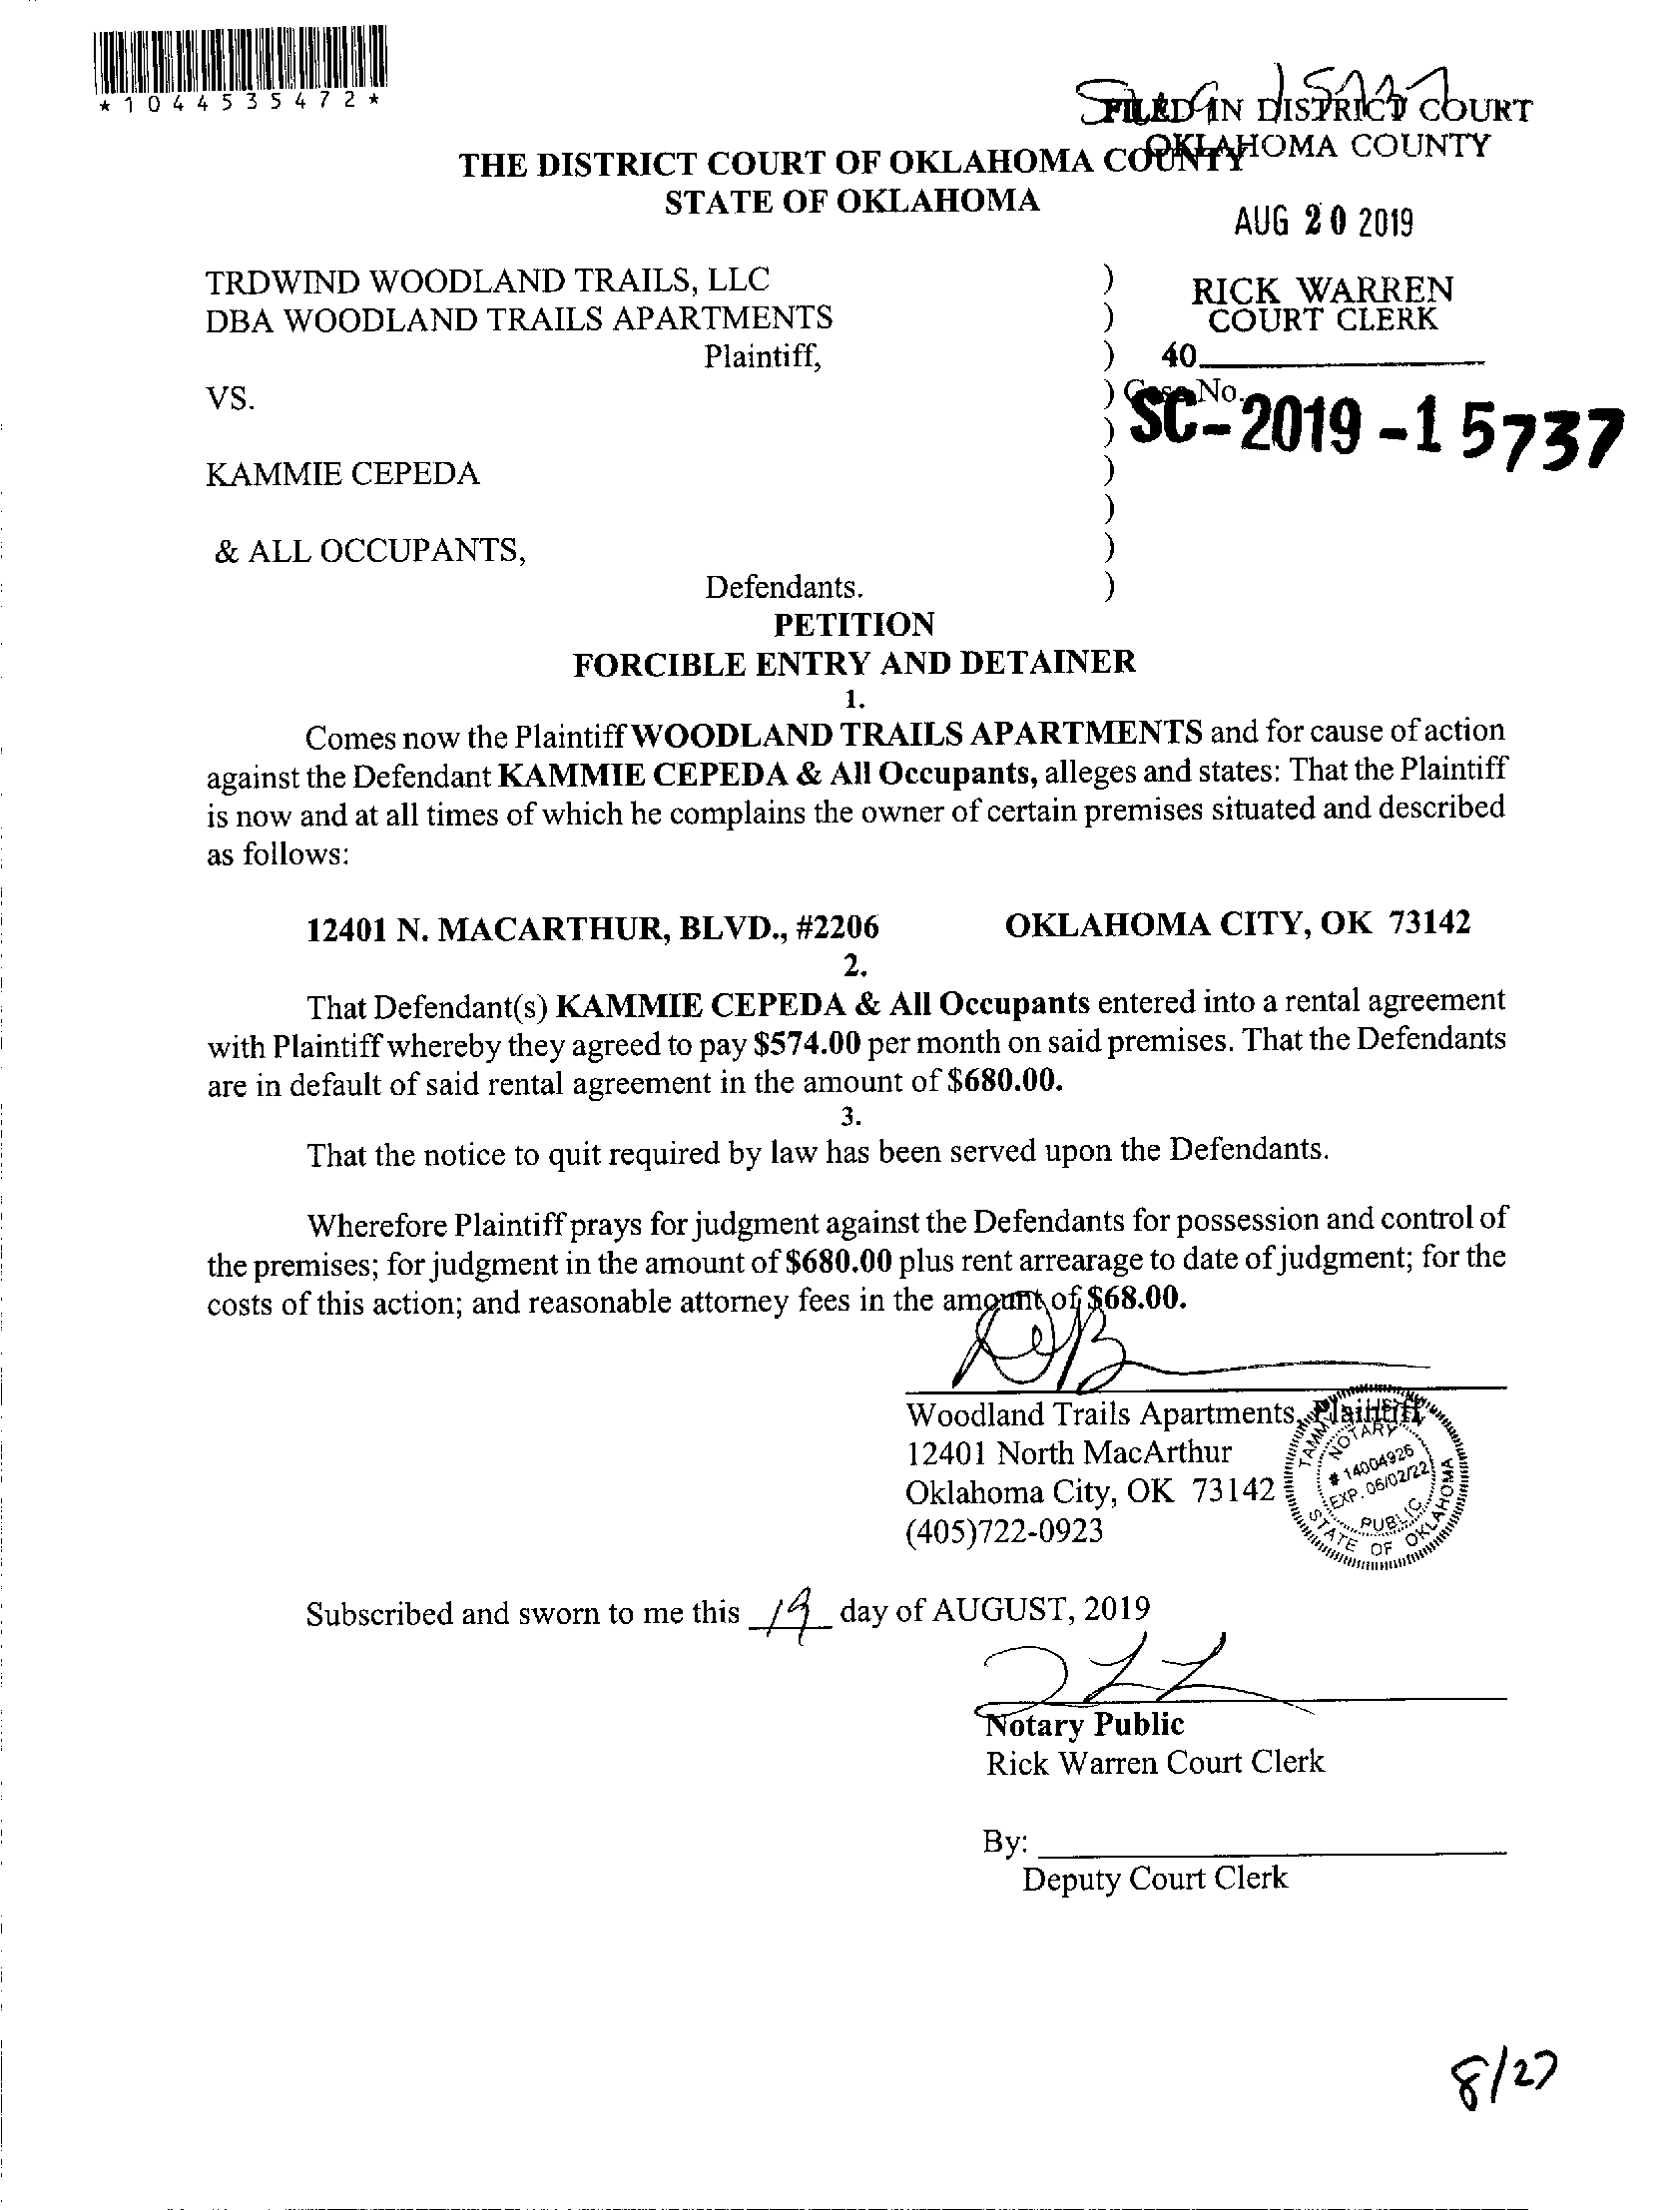 *1044535472*
FILED IN DISTRICT COURT
OKLAHOMA COUNTY
THE DISTRICT COURT OF OKLAHOMA COUNTY
STATE OF OKLAHOMA
AUG 20 2019
TRDWIND WOODLAND TRAILS, LLC )
DBA WOODLAND TRAILS APARTMENTS )
Plaintiff, )
RICK WARREN
COURT CLERK
40
VS. ) Case No.
) SC-2019-15737
KAMMIE CEPEDA )
)
& ALL OCCUPANTS, )
Defendants. )
PETITION
FORCIBLE ENTRY AND DETAINER
1.
Comes now the Plaintiff WOODLAND TRAILS APARTMENTS and for cause of action
against the Defendant KAMMIE CEPEDA & All Occupants, alleges and states: That the Plaintiff
is now and at all times of which he complains the owner of certain premises situated and described
as follows:
12401 N. MACARTHUR, BLVD., #2206 OKLAHOMA CITY, OK 73142
2.
That Defendant(s) KAMMIE CEPEDA & All Occupants entered into a rental agreement
with Plaintiff whereby they agreed to pay $574.00 per month on said premises. That the Defendants
are in default of said rental agreement in the amount of $680.00.
3.
That the notice to quit required by law has been served upon the Defendants.
Wherefore Plaintiff prays for judgment against the Defendants for possession and control of
the premises; for judgment in the amount of $680.00 plus rent arrearage to date of judgment; for the
costs of this action; and reasonable attorney fees in the amount of $68.00.
Woodland Trails Apartments, Plaintiff
12401 North MacArthur
Oklahoma City, OK 73142
(405)722-0923
NOTARY
# 14004926
EXP. 06/02/22
PUBLIC
STATE OF OKLAHOMA
Subscribed and sworn to me this 19 day of AUGUST, 2019
Notary Public
Rick Warren Court Clerk
By:
Deputy Court Clerk
8/27